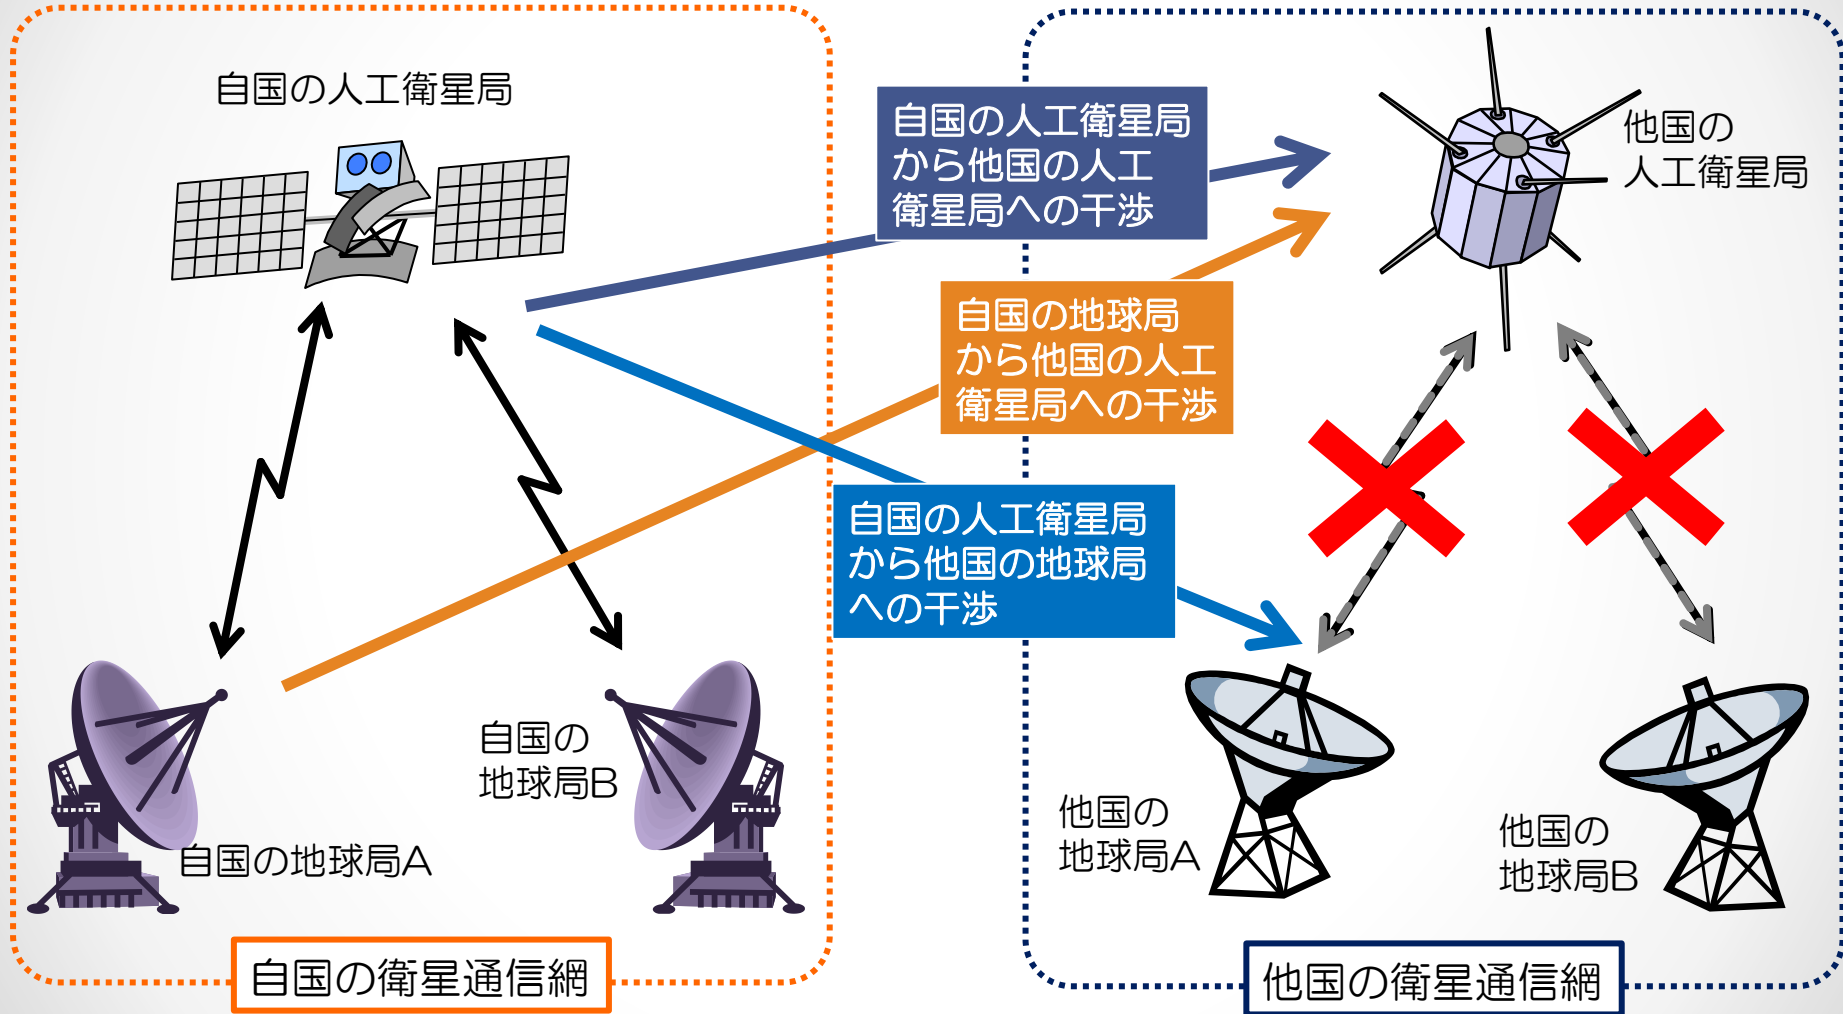 自国の人工衛星局
自国の人工衛星局
から他国の人工
衛星局への干渉
他国の
人工衛星局
自国の地球局
から他国の人工
衛星局への干渉
自国の人工衛星局
から他国の地球局
への干渉
自国の
地球局B
自国の地球局A
他国の
地球局A
他国の
地球局B
自国の衛星通信網
他国の衛星通信網